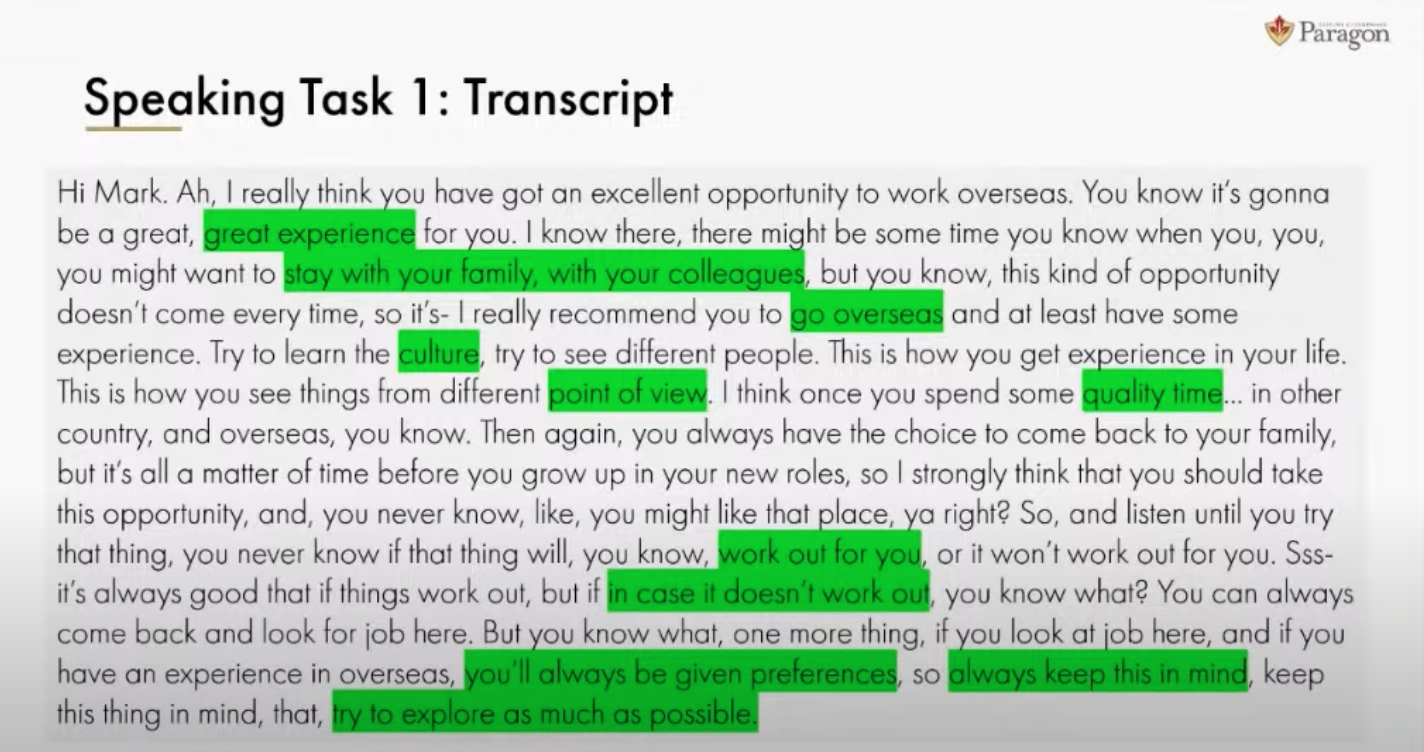 Paragon
Speaking Task 1: Transcript
Hi Mark. Ah, I really think you have got an excellent opportunity to work overseas. You know it's gonna
be a great, great experience for you. I know there, there might be some time you know when you, you,
you might want to stay with your family, with your colleagues, but you know, this kind of opportunity
doesn't come every time, so it's- I really recommend you to go overseas and at least have some
experience. Try to learn the culture, try to see different people. This is how you get experience in your life.
This is how you see things from different point of view. I think once you spend some quality time... in other
country, and overseas, you know. Then again, you always have the choice to come back to your family,
but it's all a matter of time before you grow up in your new roles, so I strongly think that you should take
this opportunity, and, you never know, like, you might like that place, ya right? So, and listen until you try
that thing, you never know if that thing will, you know, work out for you, or it won't work out for you. Sss-
it's always good that if things work out, but if in case it doesn't work out, you know what? You can always
come back and look for job here. But you know what, one more thing, if you look at job here, and if you
have an experience in overseas, you'll always be given preferences, so always keep this in mind, keep
this thing in mind, that, try to explore as much as possible.